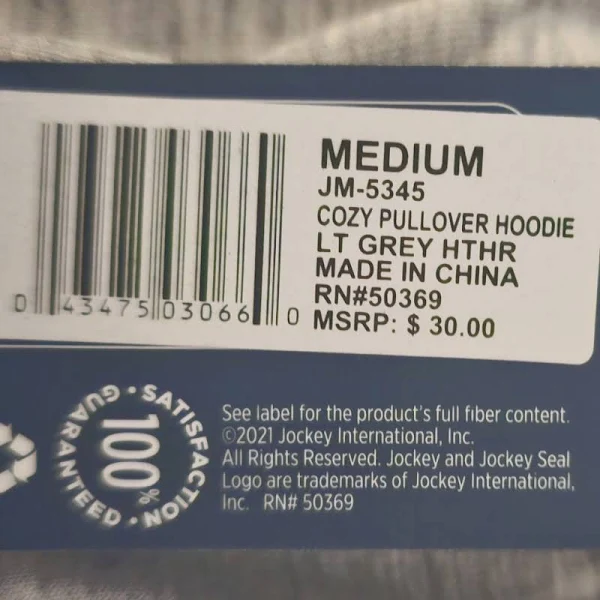 MEDIUM
JM-5345
COZY PULLOVER HOODIE
LT GREY HTHR
MADE IN CHINA
RN#50369
MSRP: $ 30.00
0 43475 03066 0
SATISFACTION • GUARANTEED •
100%
See label for the product's full fiber content.
©2021 Jockey International, Inc.
All Rights Reserved. Jockey and Jockey Seal
Logo are trademarks of Jockey International,
Inc. RN# 50369